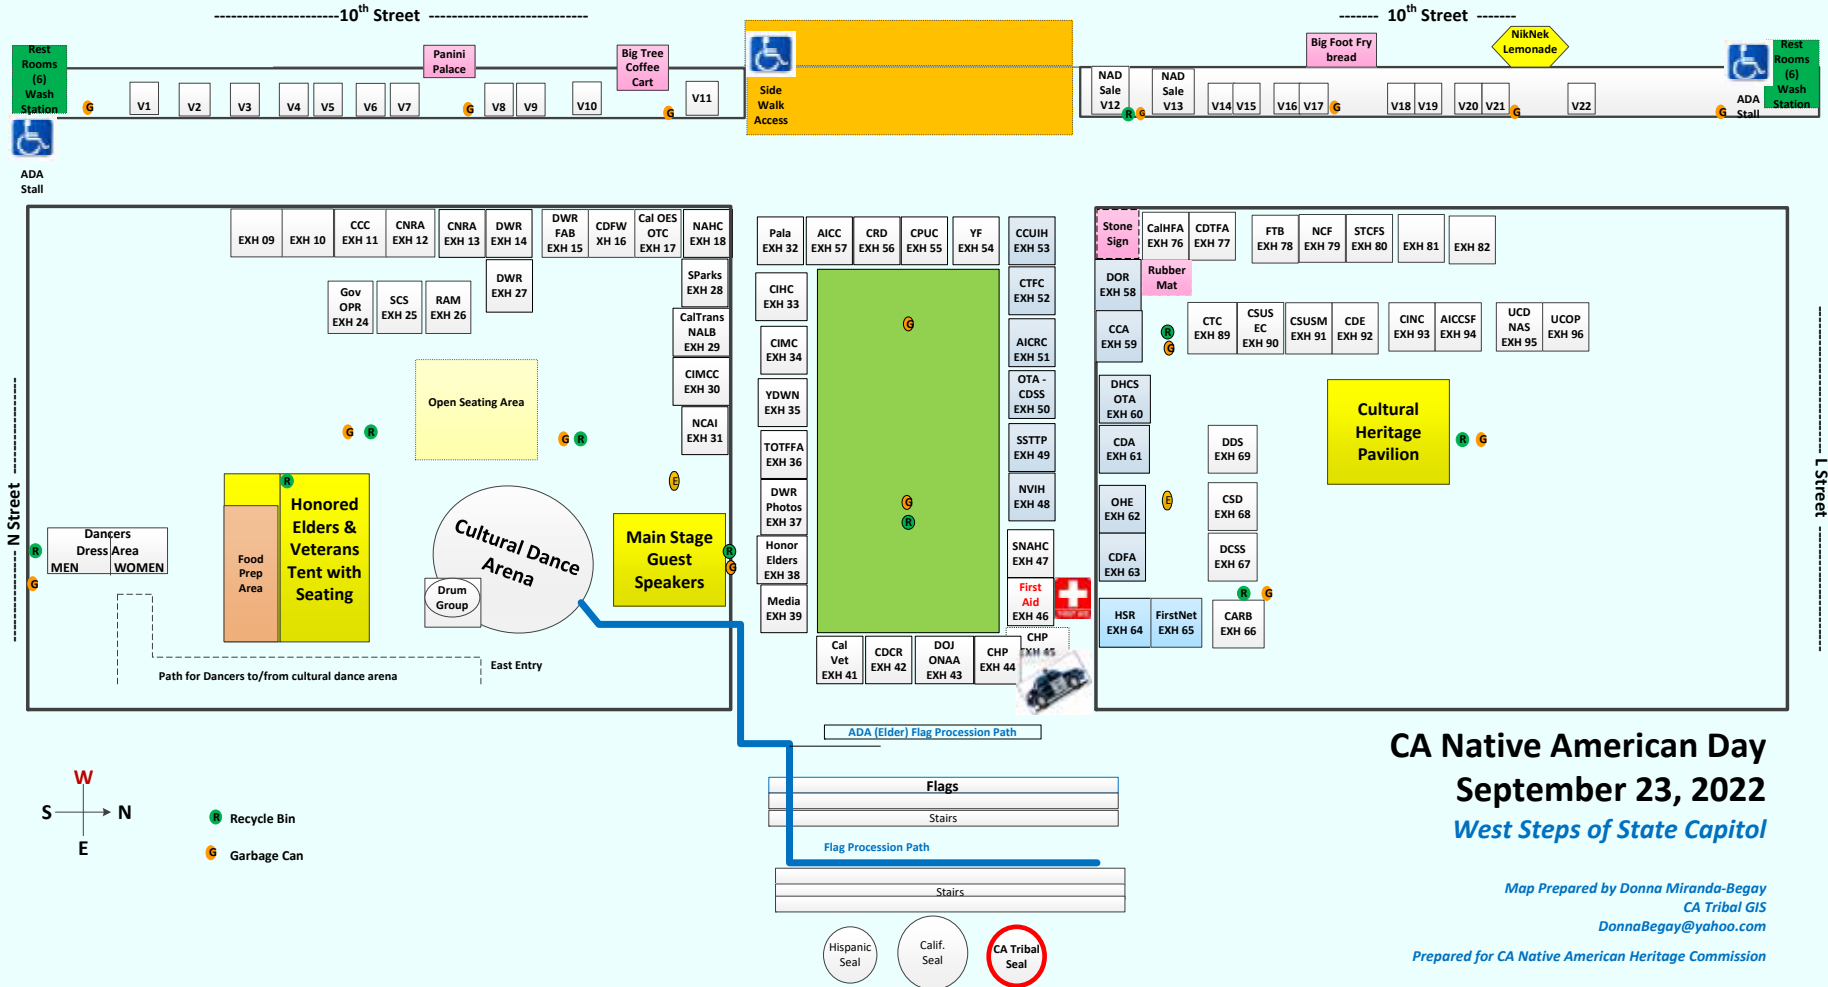 10th Street
10th Street
Rest
Rooms
(6)
Wash
Station
Panini
Palace
Big Tree
Coffee
Cart
Big Foot Fry
bread
NikNek
Lemonade
Rest
Rooms
(6)
Wash
Station
G
V1
V2
V3
V4
V5
V6
V7
G
V8
V9
V10
G
V11
Side
Walk
Access
NAD
Sale
V12
R
G
NAD
Sale
V13
V14
V15
V16
V17
G
V18
V19
V20
V21
G
V22
G
ADA
Stall
ADA
Stall
EXH 09
EXH 10
CCC
EXH 11
CNRA
EXH 12
CNRA
EXH 13
DWR
EXH 14
DWR
FAB
EXH 15
CDFW
XH 16
Cal OES
OTC
EXH 17
NAHC
EXH 18
Gov
OPR
EXH 24
SCS
EXH 25
RAM
EXH 26
DWR
EXH 27
SParks
EXH 28
CalTrans
NALB
EXH 29
CIMCC
EXH 30
NCAI
EXH 31
Open Seating Area
G
R
G
R
E
N Street
R
G
Dancers
Dress Area
MEN
WOMEN
R
Food
Prep
Area
Honored
Elders &
Veterans
Tent with
Seating
Cultural Dance
Arena
Drum
Group
Main Stage
Guest
Speakers
R
G
East Entry
Path for Dancers to/from cultural dance arena
Pala
EXH 32
AICC
EXH 57
CRD
EXH 56
CPUC
EXH 55
YF
EXH 54
CCUIH
EXH 53
CIHC
EXH 33
CIMC
EXH 34
YDWN
EXH 35
TOTFFA
EXH 36
DWR
Photos
EXH 37
Honor
Elders
EXH 38
Media
EXH 39
G
G
R
CTFC
EXH 52
AICRC
EXH 51
OTA -
CDSS
EXH 50
SSTTP
EXH 49
NVIH
EXH 48
SNAHC
EXH 47
First
Aid
EXH 46
CHP
EXH 45
Cal
Vet
EXH 41
CDCR
EXH 42
DOJ
ONAA
EXH 43
CHP
EXH 44
Stone
Sign
CalHFA
EXH 76
CDTFA
EXH 77
FTB
EXH 78
NCF
EXH 79
STCFS
EXH 80
EXH 81
EXH 82
DOR
EXH 58
Rubber
Mat
CCA
EXH 59
R
G
CTC
EXH 89
CSUS
EC
EXH 90
CSUSM
EXH 91
CDE
EXH 92
CINC
EXH 93
AICCSF
EXH 94
UCD
NAS
EXH 95
UCOP
EXH 96
DHCS
OTA
EXH 60
CDA
EXH 61
OHE
EXH 62
CDFA
EXH 63
E
DDS
EXH 69
CSD
EXH 68
DCSS
EXH 67
R
G
HSR
EXH 64
FirstNet
EXH 65
CARB
EXH 66
Cultural
Heritage
Pavilion
R
G
L Street
ADA (Elder) Flag Procession Path
Flags
Stairs
Flag Procession Path
Stairs
Hispanic
Seal
Calif.
Seal
CA Tribal
Seal
W
S
N
E
R
Recycle Bin
G
Garbage Can
CA Native American Day
September 23, 2022
West Steps of State Capitol
Map Prepared by Donna Miranda-Begay
CA Tribal GIS
DonnaBegay@yahoo.com
Prepared for CA Native American Heritage Commission